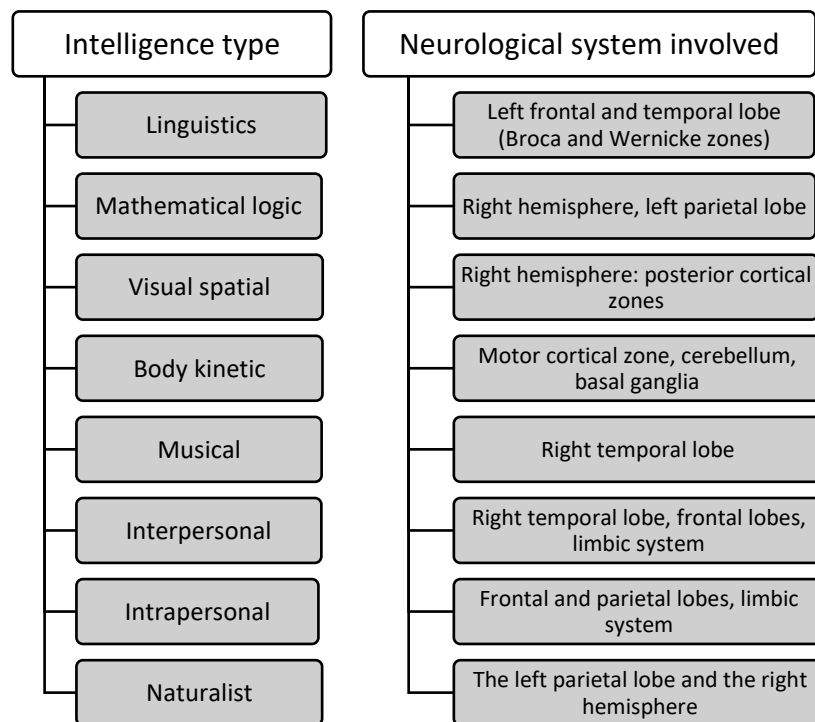 Intelligence type
Neurological system involved
Linguistics
Left frontal and temporal lobe
(Broca and Wernicke zones)
Mathematical logic
Right hemisphere, left parietal lobe
Visual spatial
Right hemisphere: posterior cortical
zones
Body kinetic
Motor cortical zone, cerebellum,
basal ganglia
Musical
Right temporal lobe
Interpersonal
Right temporal lobe, frontal lobes,
limbic system
Intrapersonal
Frontal and parietal lobes, limbic
system
Naturalist
The left parietal lobe and the right
hemisphere